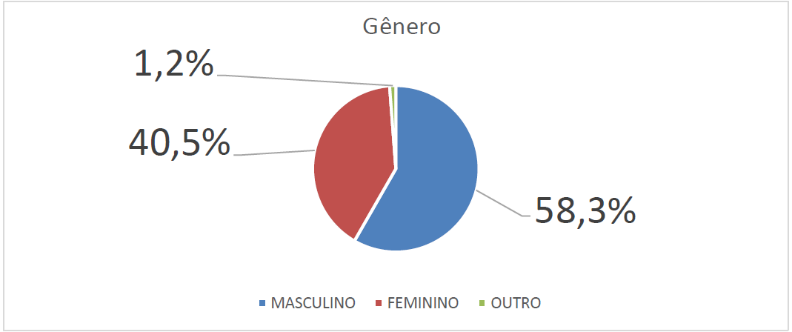 Gênero
1,2%
40,5%
58,3%
MASCULINO FEMININO OUTRO